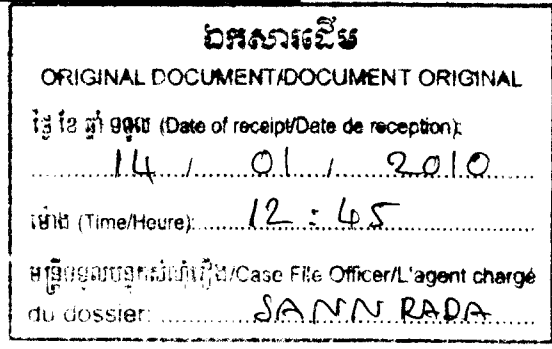 ឯកសារដើម
ORIGINAL DOCUMENT/DOCUMENT ORIGINAL
ថ្ងៃ ខែ ឆ្នាំ ទទួល (Date of receipt/Date de reception):
14 / 01 / 2010
ម៉ោង (Time/Heure): 12 : 45
មន្ត្រីទទួលបន្ទុកសំណុំរឿង/Case File Officer/L'agent chargé
du dossier: SANN RADA